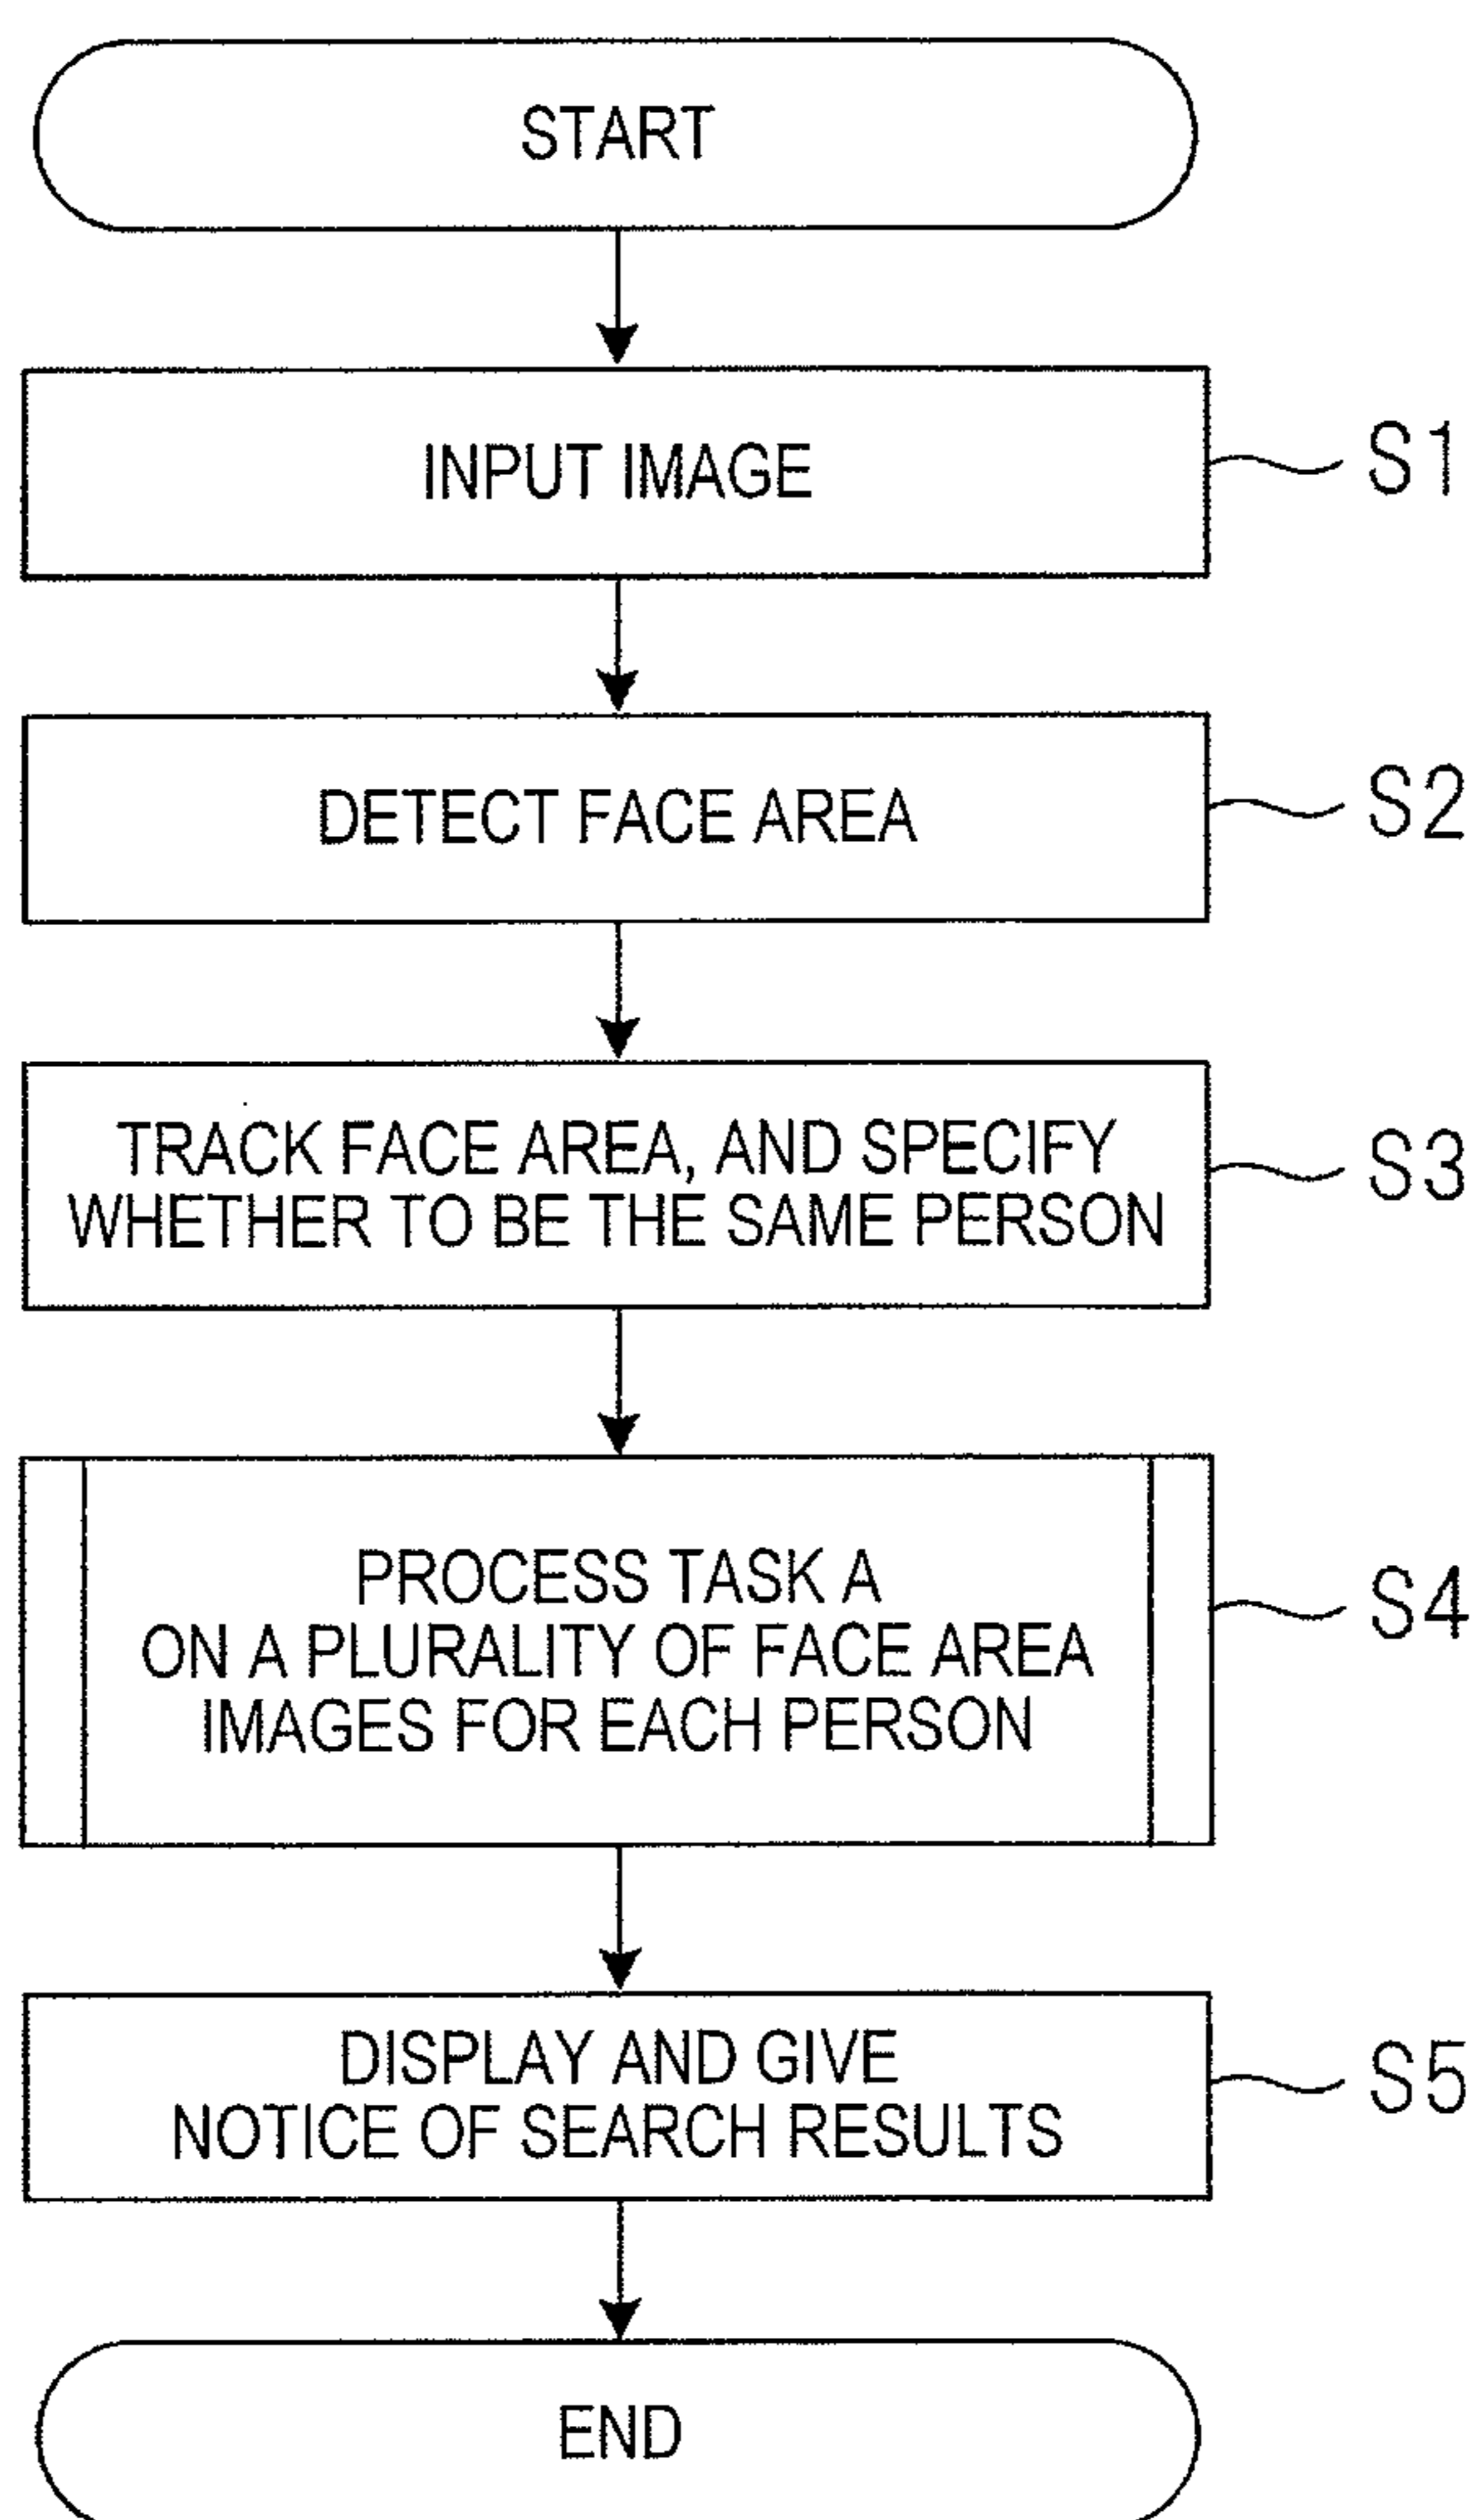 START
INPUT IMAGE
S1
DETECT FACE AREA
S2
TRACK FACE AREA, AND SPECIFY
WHETHER TO BE THE SAME PERSON
S3
PROCESS TASK A
ON A PLURALITY OF FACE AREA
IMAGES FOR EACH PERSON
S4
DISPLAY AND GIVE
NOTICE OF SEARCH RESULTS
S5
END